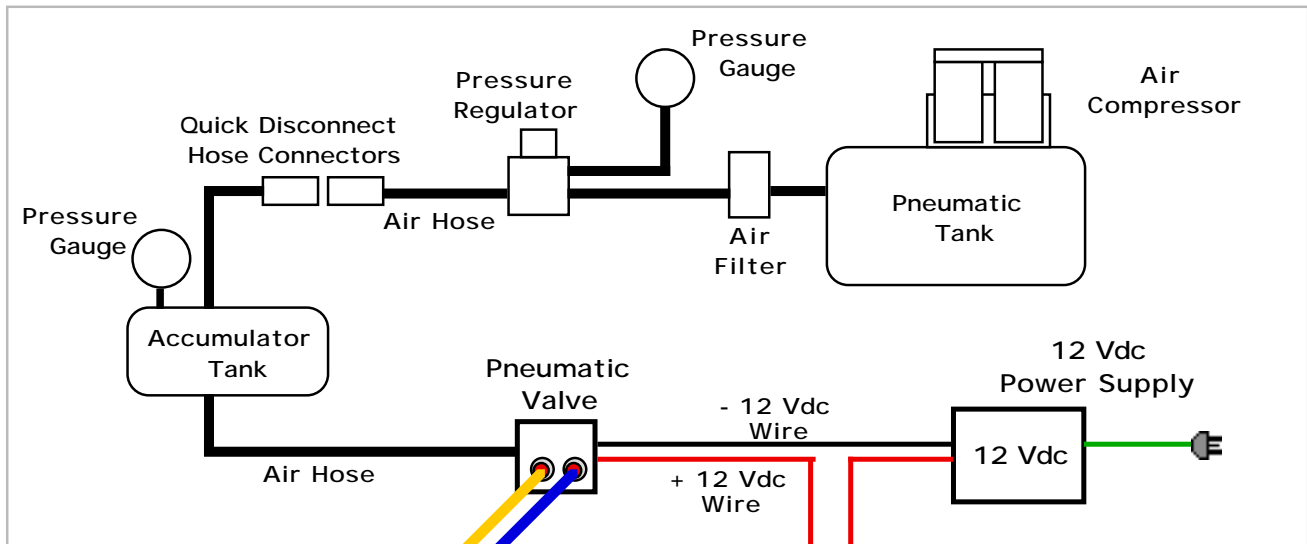 Pressure
Gauge
Air
Compressor
Pressure
Regulator
Quick Disconnect
Hose Connectors
Air Hose
Air
Filter
Pneumatic
Tank
Pressure
Gauge
Accumulator
Tank
Pneumatic
Valve
12 Vdc
Power Supply
- 12 Vdc
Wire
12 Vdc
Air Hose
+ 12 Vdc
Wire